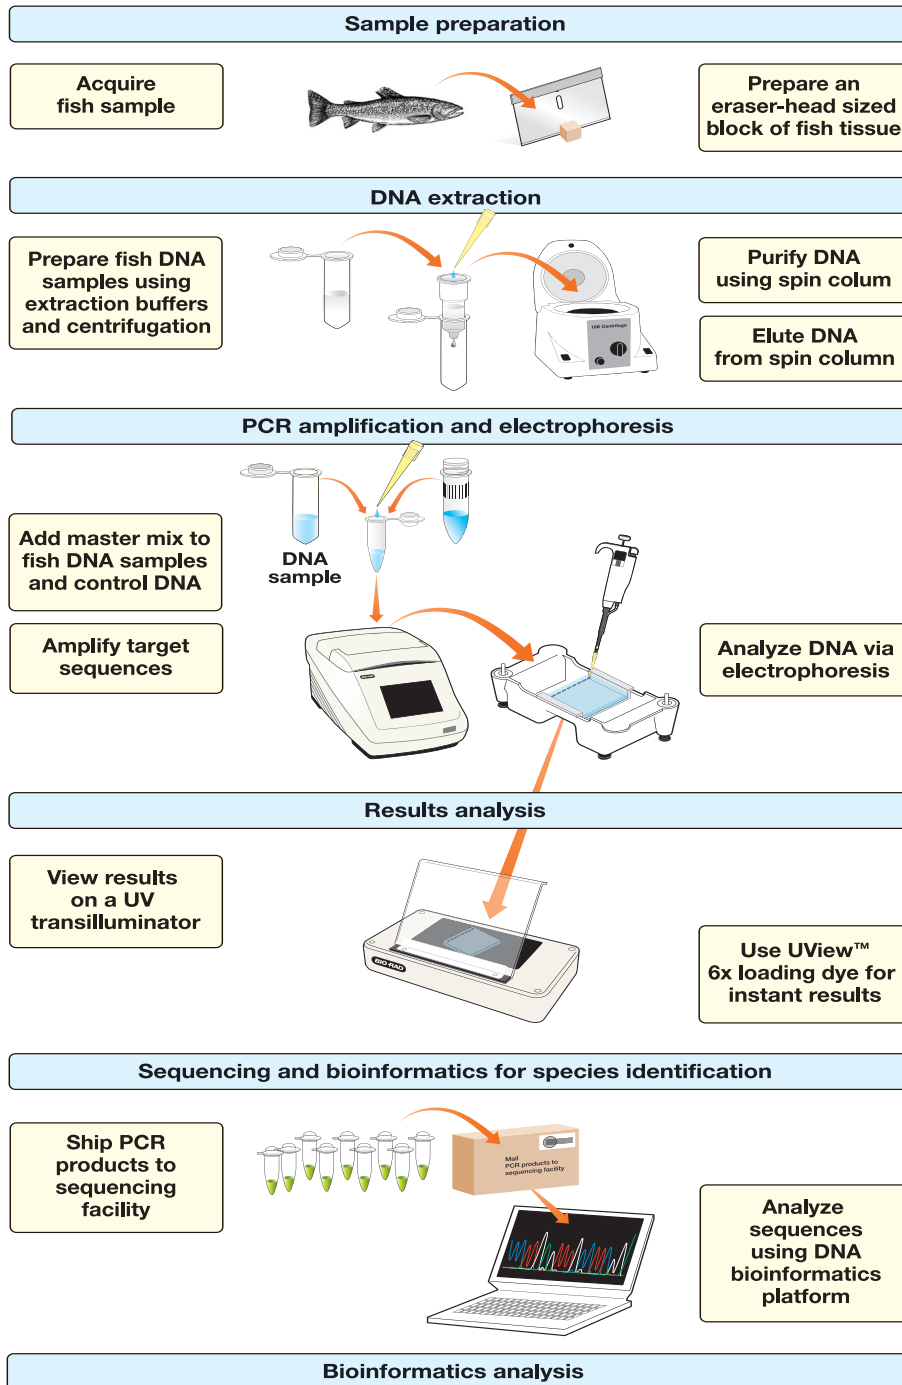 Sample preparation
Acquire
fish sample
Prepare an
eraser-head sized
block of fish tissue
DNA extraction
Prepare fish DNA
samples using
extraction buffers
and centrifugation
16K Centrifuge
Purify DNA
using spin colum
Elute DNA
from spin column
PCR amplification and electrophoresis
Add master mix to
fish DNA samples
and control DNA
DNA
sample
Amplify target
sequences
Analyze DNA via
electrophoresis
Results analysis
View results
on a UV
transilluminator
BIO-RAD
Use UView™
6x loading dye for
instant results
Sequencing and bioinformatics for species identification
Ship PCR
products to
sequencing
facility
Mail
PCR products to
sequencing facility
Analyze
sequences
using DNA
bioinformatics
platform
Bioinformatics analysis